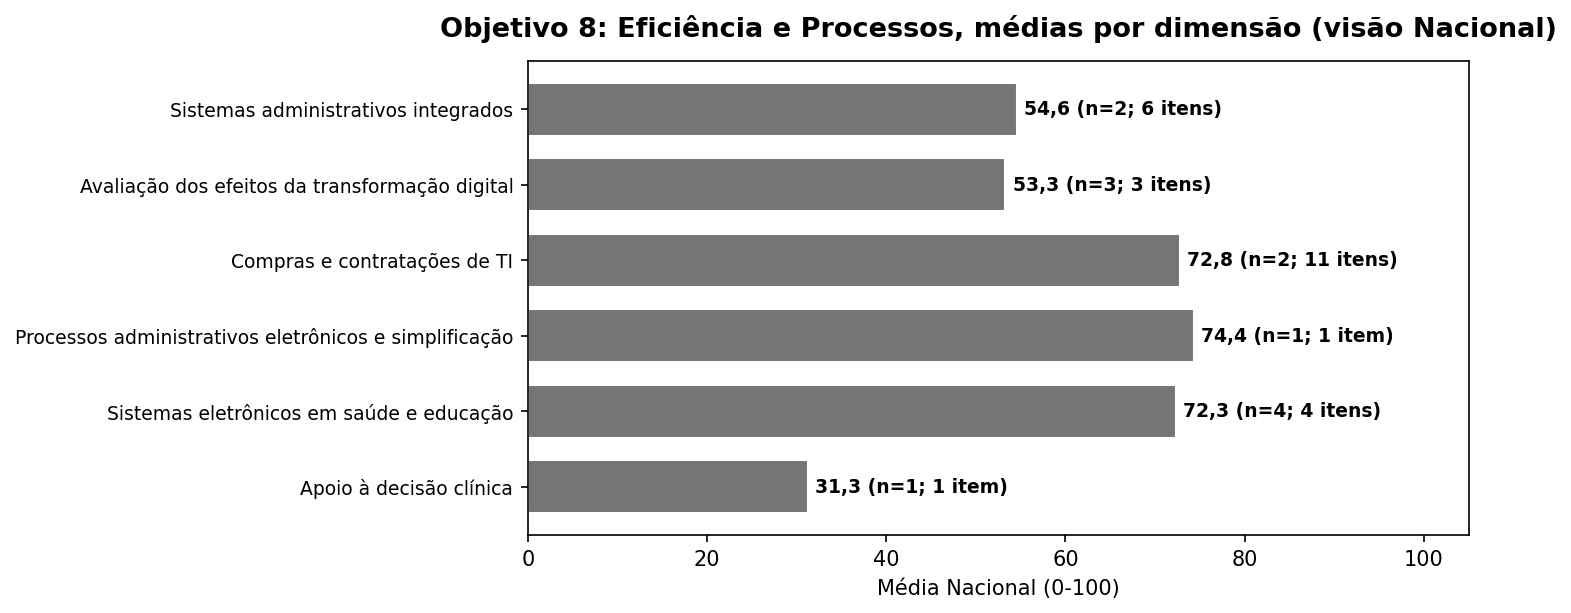 Objetivo 8: Eficiência e Processos, médias por dimensão (visão Nacional)
Sistemas administrativos integrados 54,6 (n=2; 6 itens)
Avaliação dos efeitos da transformação digital 53,3 (n=3; 3 itens)
Compras e contratações de TI 72,8 (n=2; 11 itens)
Processos administrativos eletrônicos e simplificação 74,4 (n=1; 1 item)
Sistemas eletrônicos em saúde e educação 72,3 (n=4; 4 itens)
Apoio à decisão clínica 31,3 (n=1; 1 item)
0 20 40 60 80 100
Média Nacional (0-100)